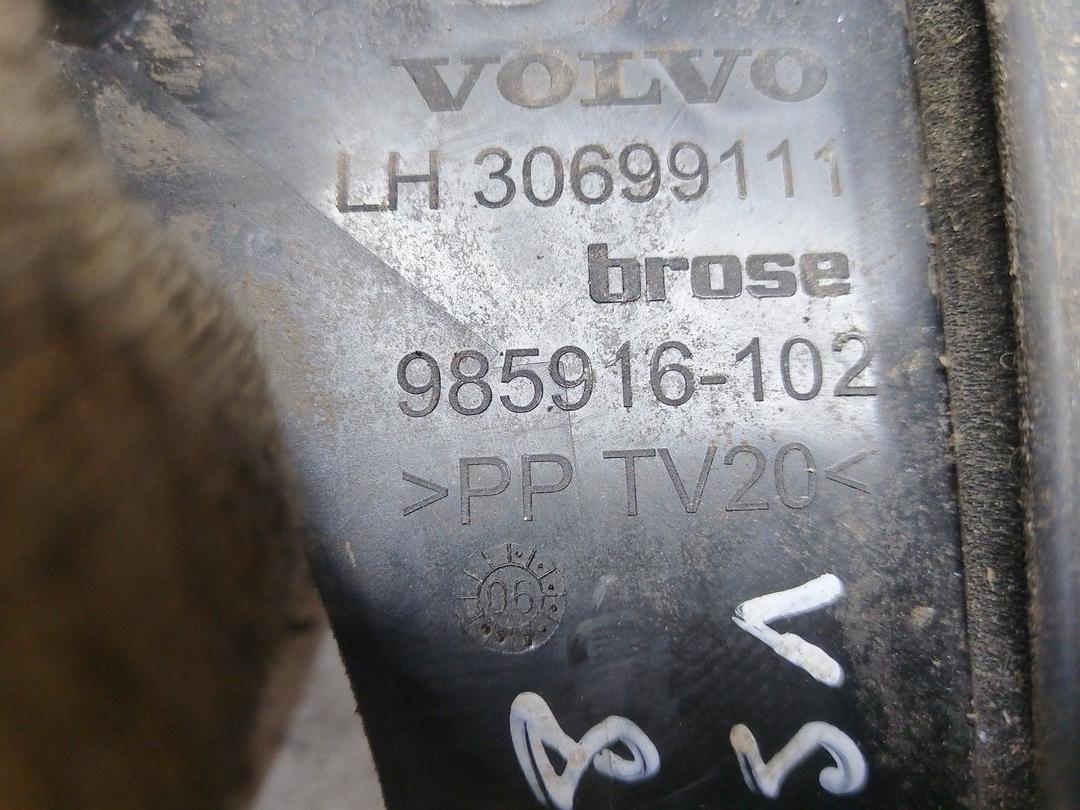 VOLVO
LH 30699111
brose
985916-102
>PP TV20<
06